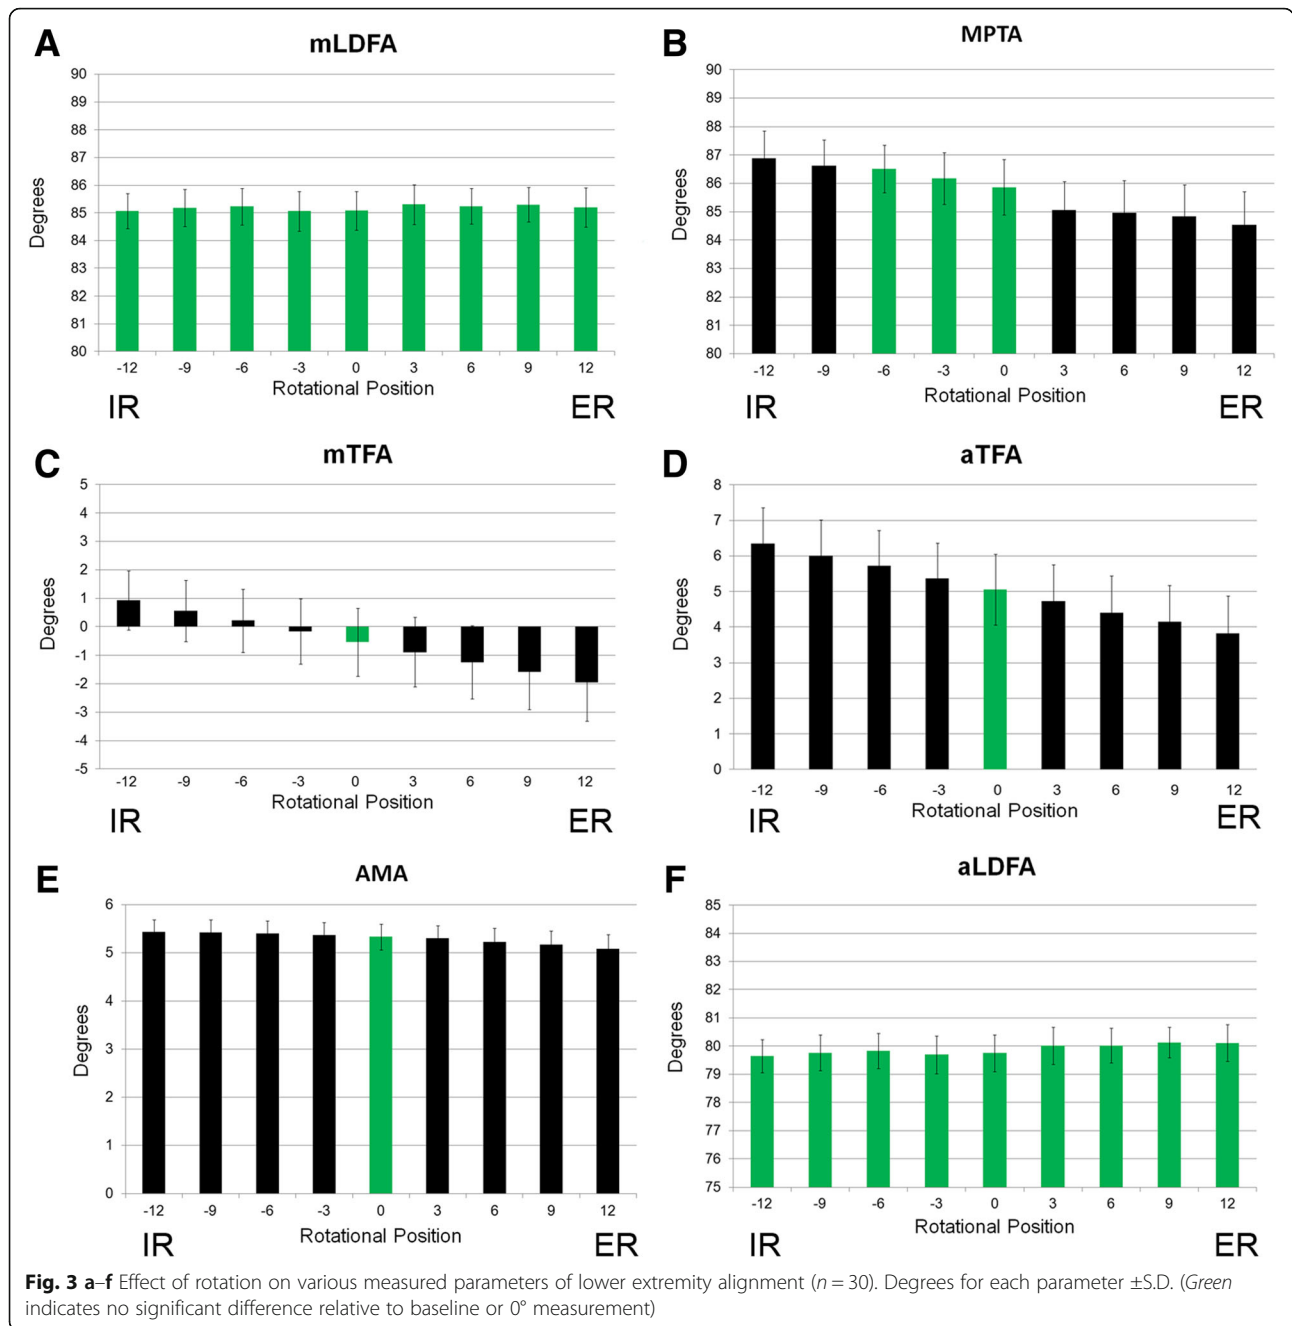 A
mLDFA
Degrees
90
89
88
87
86
85
84
83
82
81
80
-12 -9 -6 -3 0 3 6 9 12
Rotational Position
IR ER
B
MPTA
Degrees
90
89
88
87
86
85
84
83
82
81
80
-12 -9 -6 -3 0 3 6 9 12
Rotational Position
IR ER
C
mTFA
Degrees
5
4
3
2
1
0
-1
-2
-3
-4
-5
-12 -9 -6 -3 0 3 6 9 12
Rotational Position
IR ER
D
aTFA
Degrees
8
7
6
5
4
3
2
1
0
-12 -9 -6 -3 0 3 6 9 12
Rotational Position
IR ER
E
AMA
Degrees
6
5
4
3
2
1
0
-12 -9 -6 -3 0 3 6 9 12
Rotational Position
IR ER
F
aLDFA
Degrees
85
84
83
82
81
80
79
78
77
76
75
-12 -9 -6 -3 0 3 6 9 12
Rotational Position
IR ER
Fig. 3 a–f Effect of rotation on various measured parameters of lower extremity alignment (n = 30). Degrees for each parameter ±S.D. (Green
indicates no significant difference relative to baseline or 0° measurement)